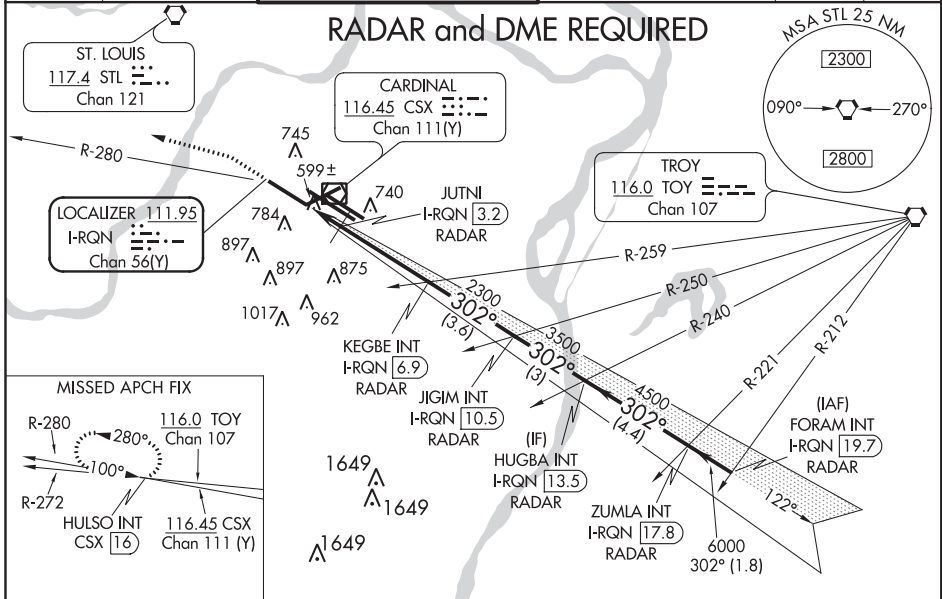 RADAR and DME REQUIRED
ST. LOUIS
117.4 STL
Chan 121
CARDINAL
116.45 CSX
Chan 111(Y)
MSA STL 25 NM
2300
090°
270°
2800
TROY
116.0 TOY
Chan 107
R-280
745
599±
740
LOCALIZER 111.95
I-RQN
Chan 56(Y)
784
897
897
875
1017
962
JUTNI
I-RQN 3.2
RADAR
R-259
R-250
R-240
R-221
R-212
2300
302°
(3.6)
3500
302°
(3)
4500
302°
(4.4)
KEGBE INT
I-RQN 6.9
RADAR
JIGIM INT
I-RQN 10.5
RADAR
(IF)
HUGBA INT
I-RQN 13.5
RADAR
ZUMLA INT
I-RQN 17.8
RADAR
(IAF)
FORAM INT
I-RQN 19.7
RADAR
122°
6000
302° (1.8)
1649
1649
1649
MISSED APCH FIX
R-280
280°
116.0 TOY
Chan 107
100°
R-272
HULSO INT
CSX 16
116.45 CSX
Chan 111 (Y)